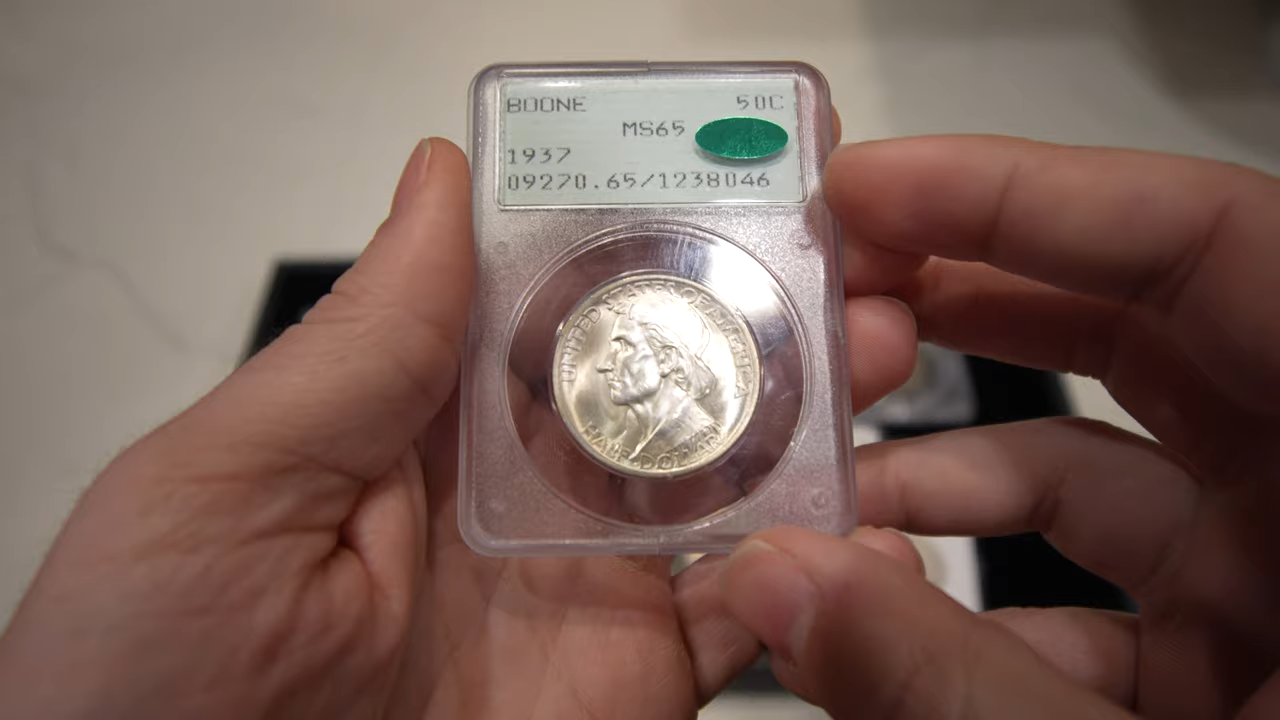 BOONE 50C
MS65
1937
09270.65/1238046
UNITED STATES OF AMERICA
HALF DOLLAR